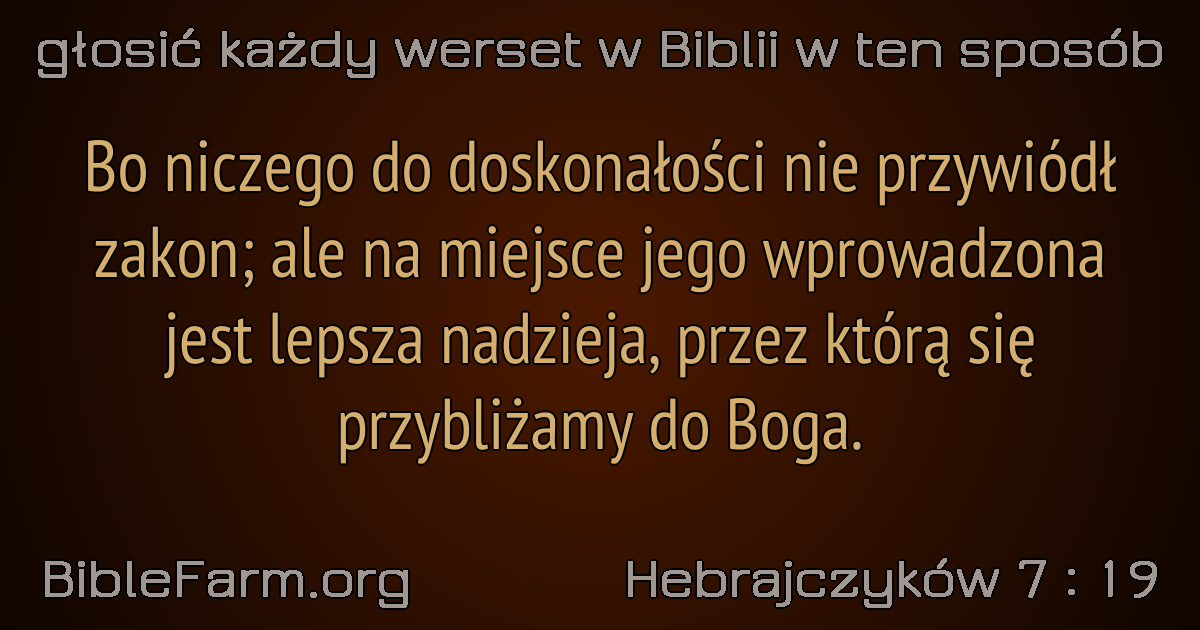 głosić każdy werset w Biblii w ten sposób
Bo niczego do doskonałości nie przywiódł
zakon; ale na miejsce jego wprowadzona
jest lepsza nadzieja, przez którą się
przybliżamy do Boga.
BibleFarm.org
Hebrajczyków 7 : 19